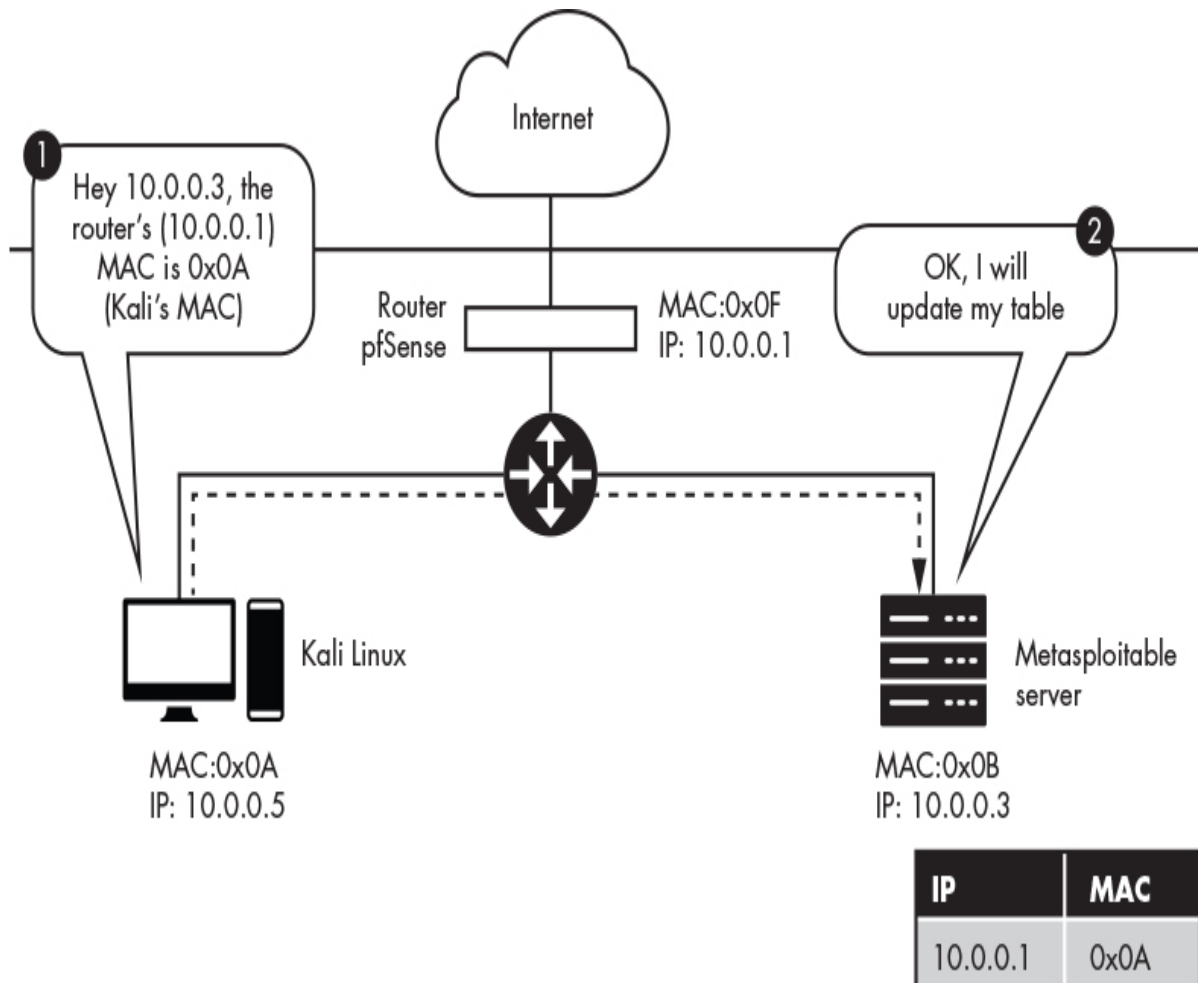 Internet
1
Hey 10.0.0.3, the
router's (10.0.0.1)
MAC is 0x0A
(Kali's MAC)
2
OK, I will
update my table
Router
pfSense
MAC:0x0F
IP: 10.0.0.1
Kali Linux
MAC:0x0A
IP: 10.0.0.5
Metasploitable
server
MAC:0x0B
IP: 10.0.0.3
IP MAC
10.0.0.1 0x0A